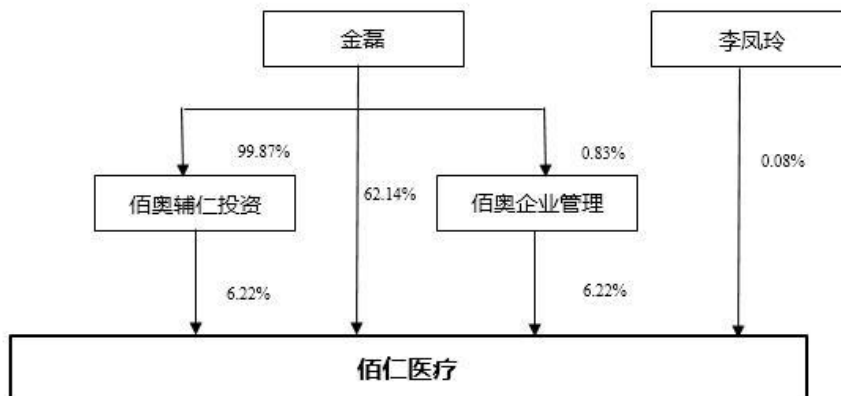 金磊
李凤玲
99.87%
0.83%
0.08%
佰奥辅仁投资
62.14%
佰奥企业管理
6.22%
6.22%
佰仁医疗